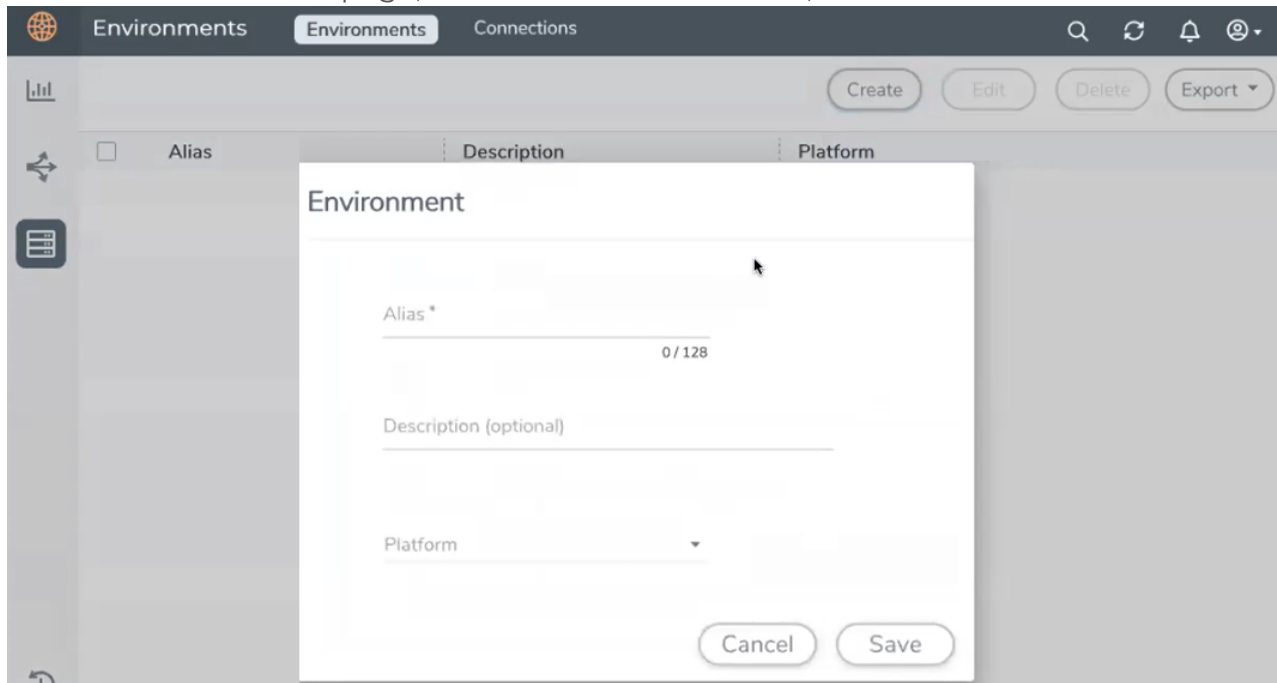 Environments Environments Connections
Create Edit Delete Export
Alias Description Platform
Environment
Alias *
0 / 128
Description (optional)
Platform
Cancel Save